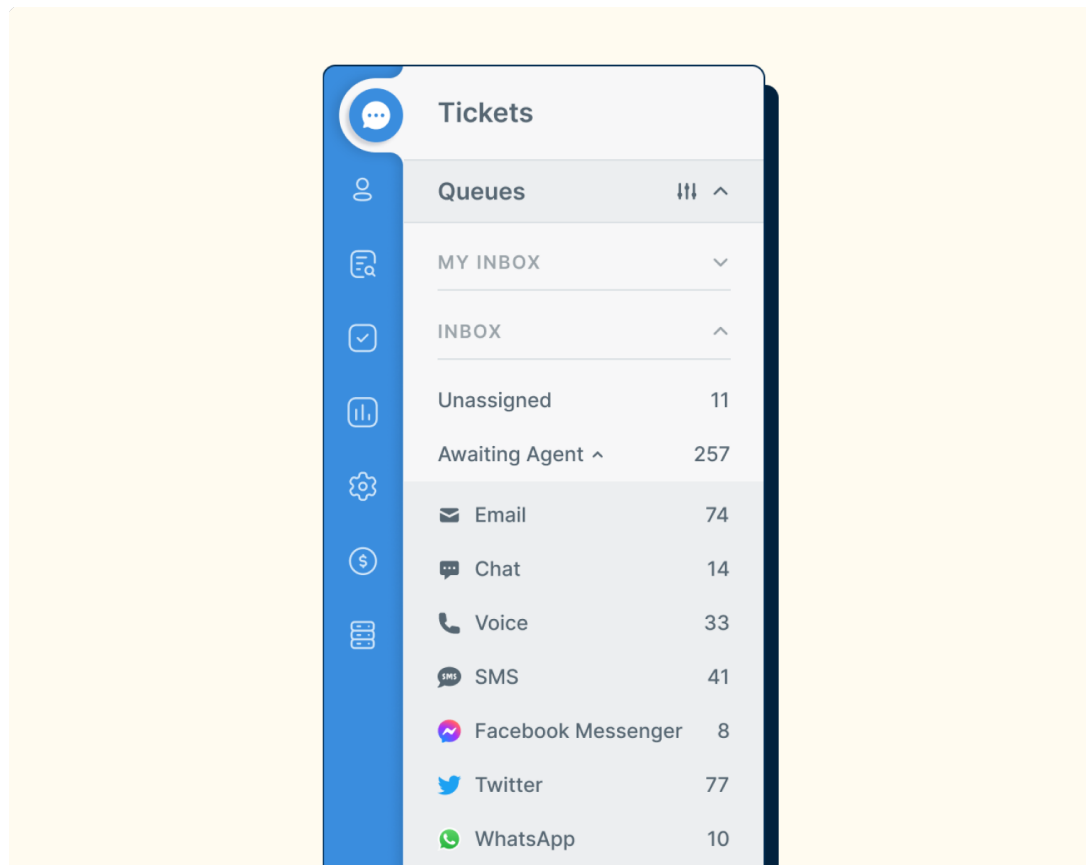 Tickets
Queues
MY INBOX
INBOX
Unassigned 11
Awaiting Agent 257
Email 74
Chat 14
Voice 33
SMS SMS 41
Facebook Messenger 8
Twitter 77
WhatsApp 10